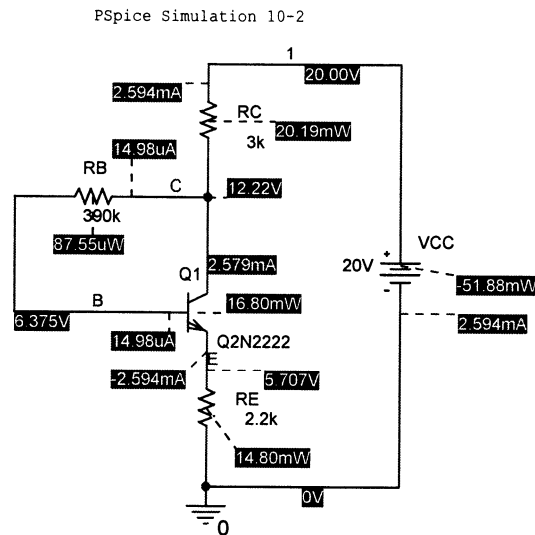 PSpice Simulation 10-2
1
20.00V
2.594mA
RC
3k
20.19mW
14.98uA
RB
C
12.22V
390k
87.55uW
2.579mA
VCC
20V
+
-
-51.88mW
Q1
16.80mW
B
6.375V
14.98uA
Q2N2222
2.594mA
-2.594mA
E
5.707V
RE
2.2k
14.80mW
0V
0